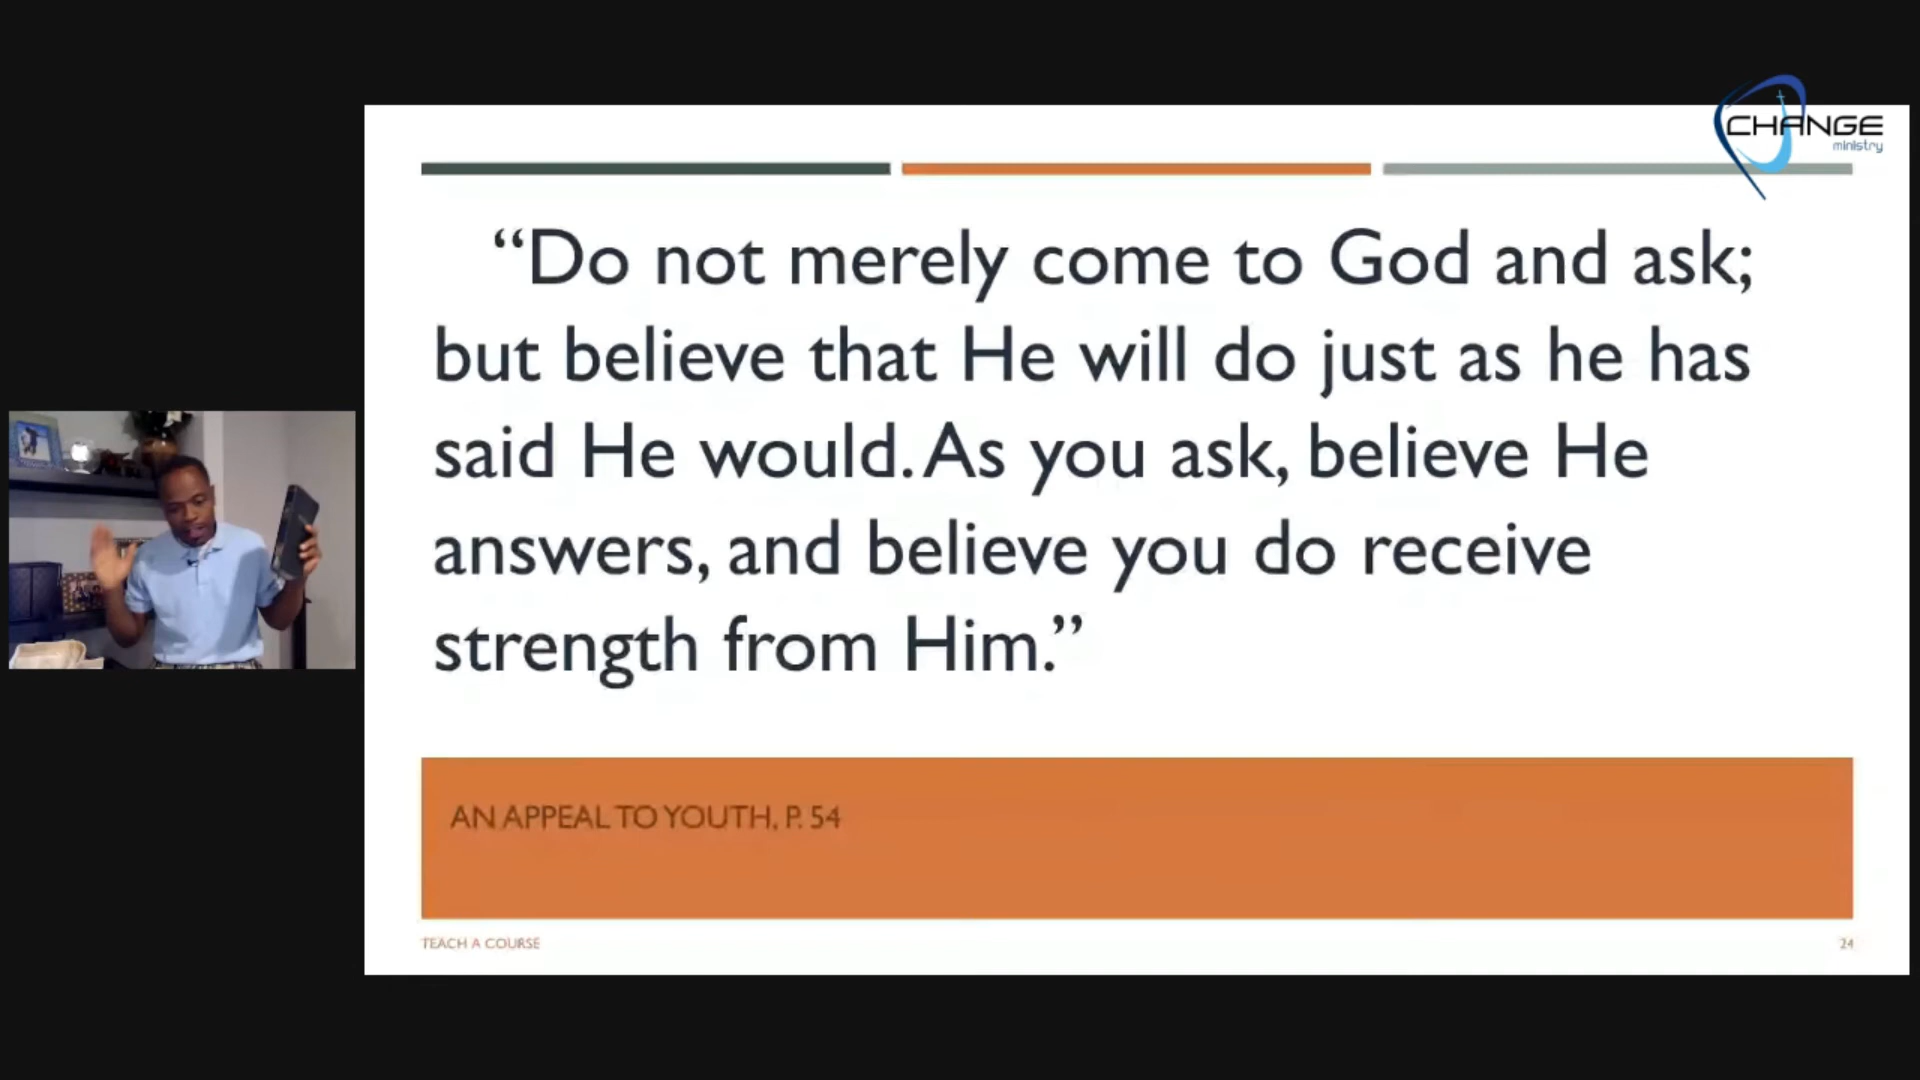 CHANGE
ministry
“Do not merely come to God and ask;
but believe that He will do just as he has
said He would. As you ask, believe He
answers, and believe you do receive
strength from Him.”
AN APPEAL TO YOUTH, P. 54
TEACH A COURSE
24